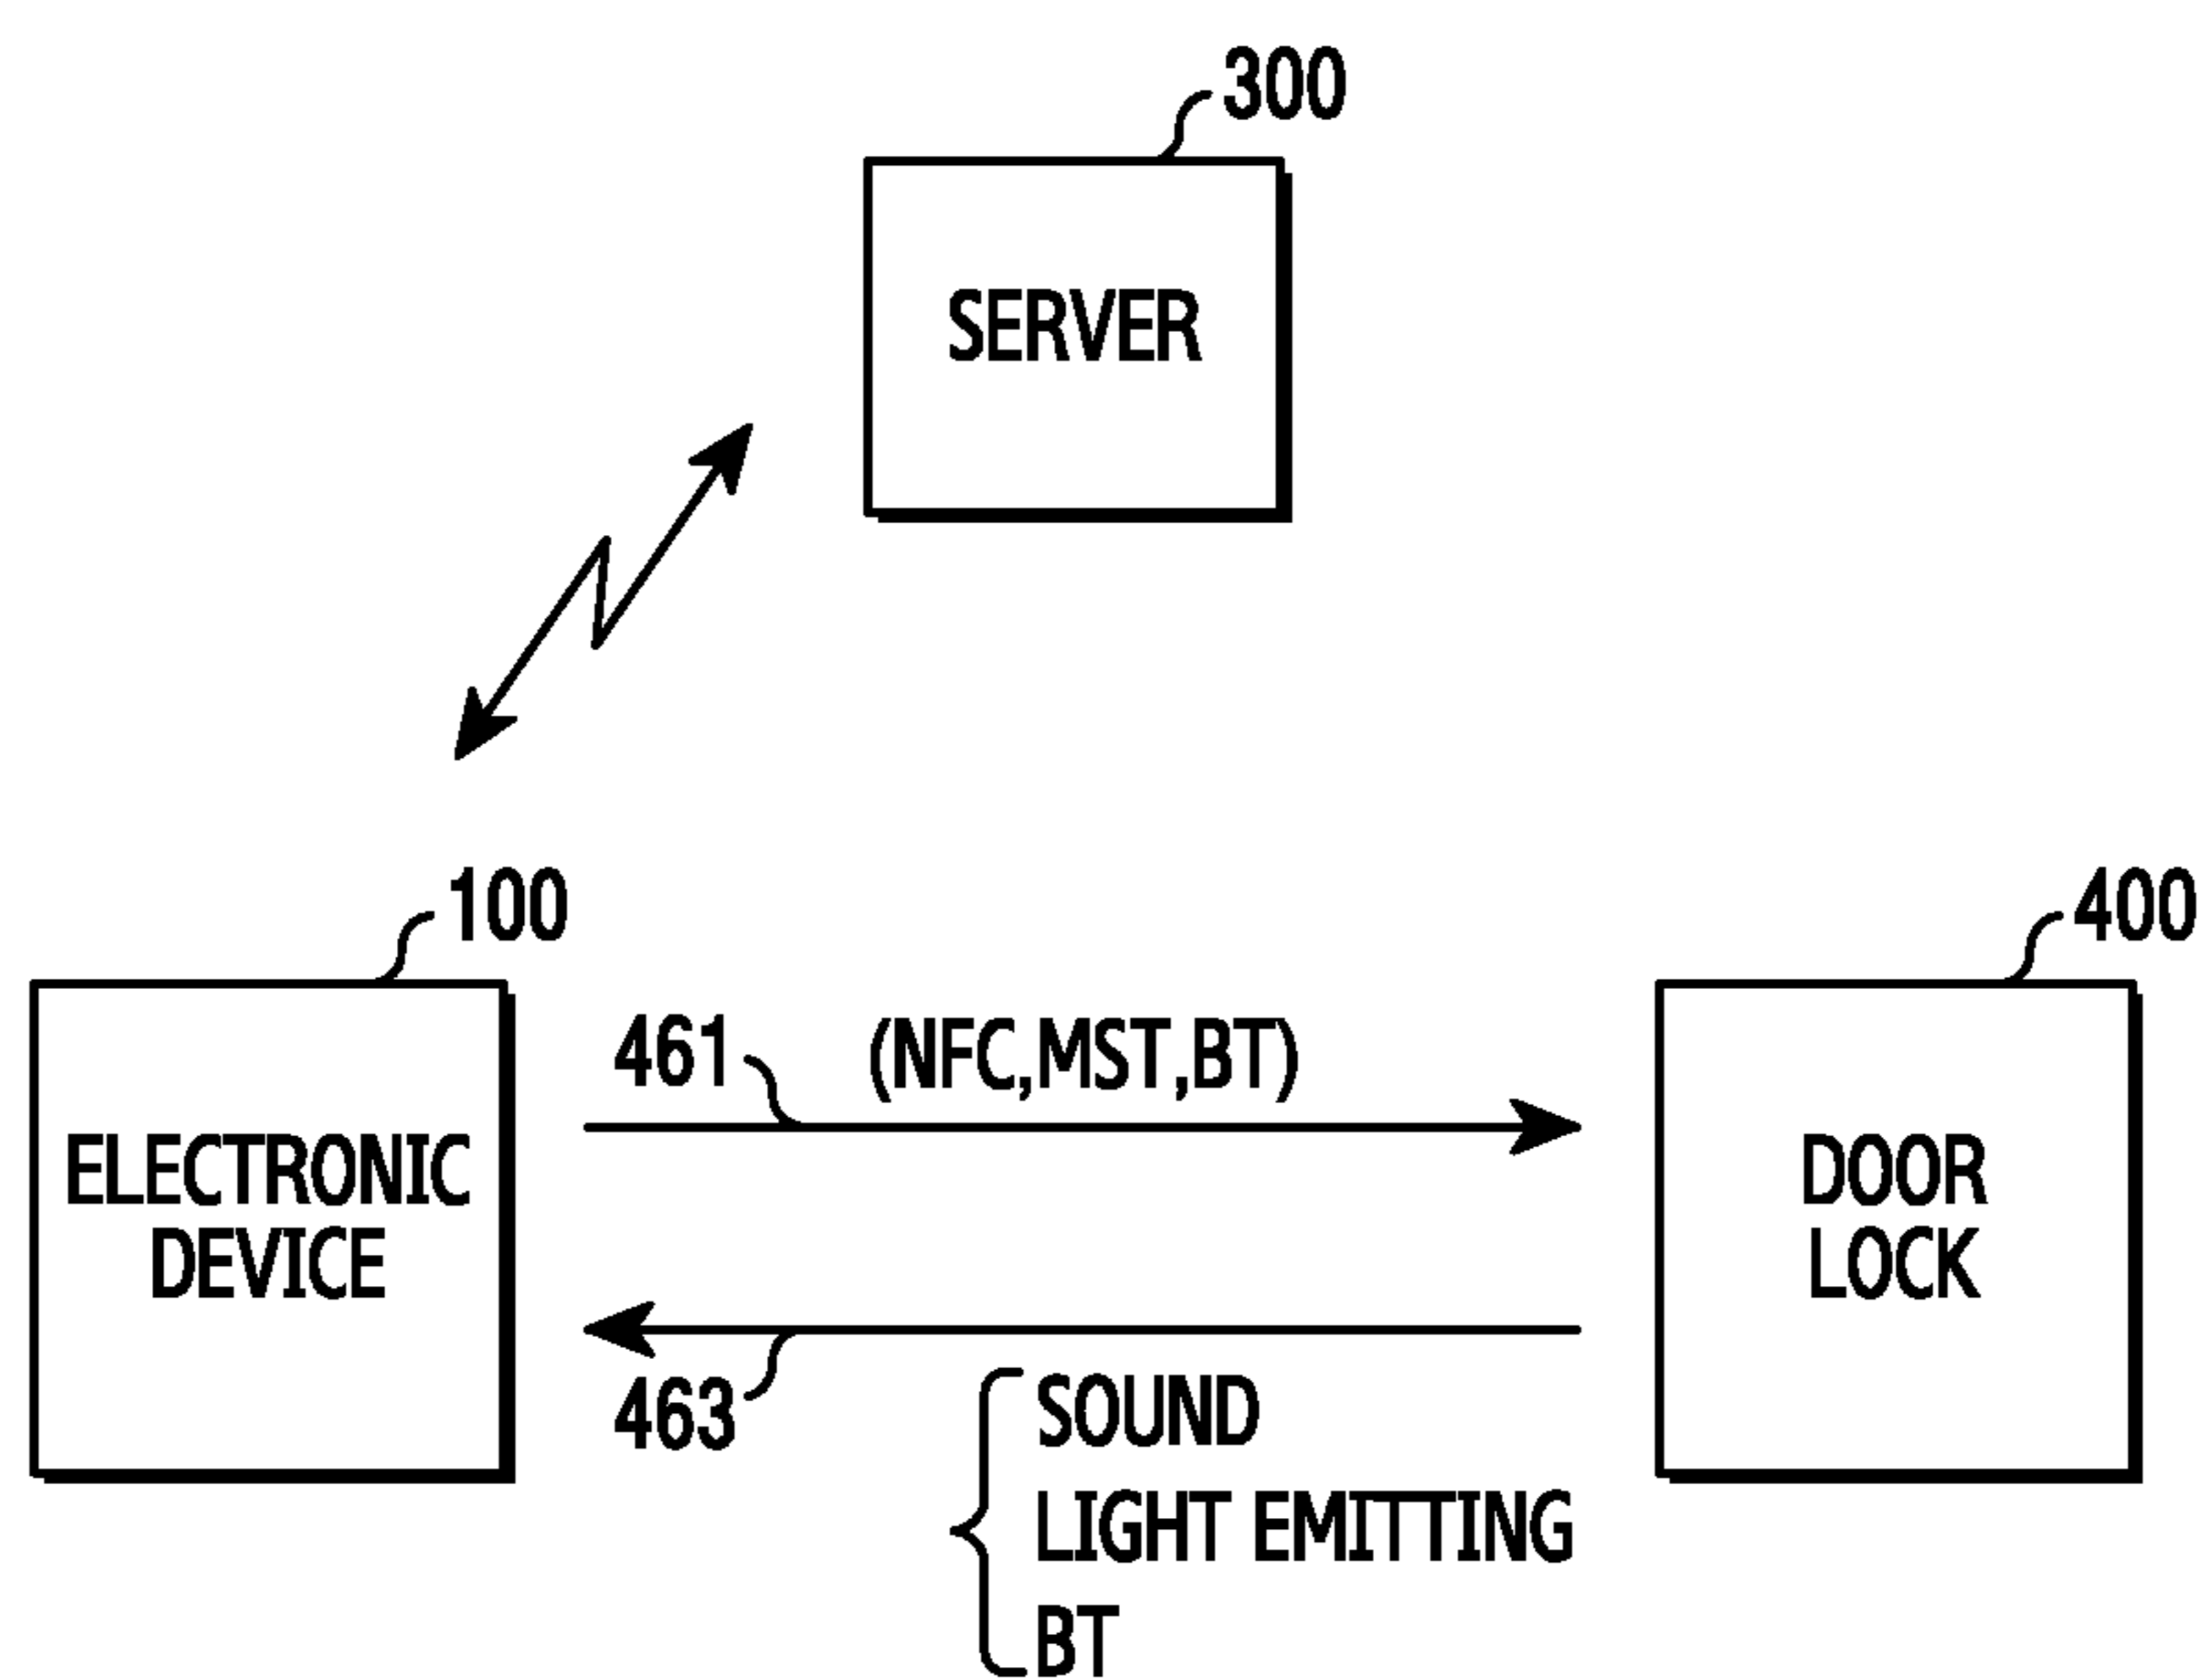 300
SERVER
100
400
461
(NFC,MST,BT)
ELECTRONIC
DEVICE
DOOR
LOCK
463
SOUND
LIGHT EMITTING
BT